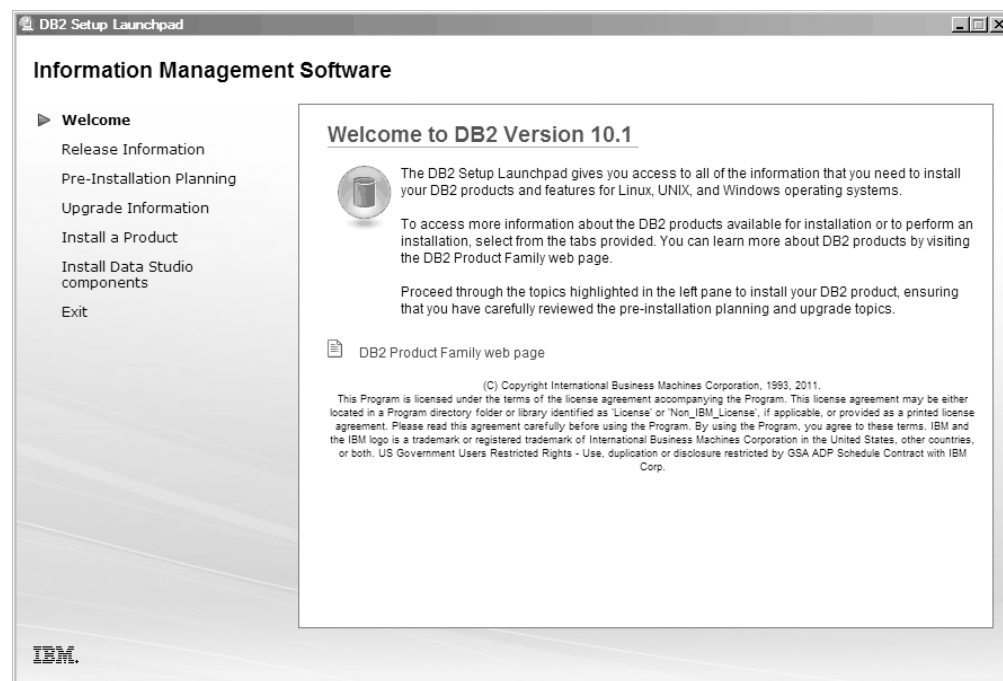 DB2 Setup Launchpad
Information Management Software
Welcome
Release Information
Pre-Installation Planning
Upgrade Information
Install a Product
Install Data Studio
components
Exit
Welcome to DB2 Version 10.1
The DB2 Setup Launchpad gives you access to all of the information that you need to install
your DB2 products and features for Linux, UNIX, and Windows operating systems.
To access more information about the DB2 products available for installation or to perform an
installation, select from the tabs provided. You can learn more about DB2 products by visiting
the DB2 Product Family web page.
Proceed through the topics highlighted in the left pane to install your DB2 product, ensuring
that you have carefully reviewed the pre-installation planning and upgrade topics.
DB2 Product Family web page
(C) Copyright International Business Machines Corporation, 1993, 2011.
This Program is licensed under the terms of the license agreement accompanying the Program. This license agreement may be either
located in a Program directory folder or library identified as 'License' or 'Non_IBM_License', if applicable, or provided as a printed license
agreement. Please read this agreement carefully before using the Program. By using the Program, you agree to these terms. IBM and
the IBM logo is a trademark or registered trademark of International Business Machines Corporation in the United States, other countries,
or both. US Government Users Restricted Rights - Use, duplication or disclosure restricted by GSA ADP Schedule Contract with IBM
Corp.
IBM.